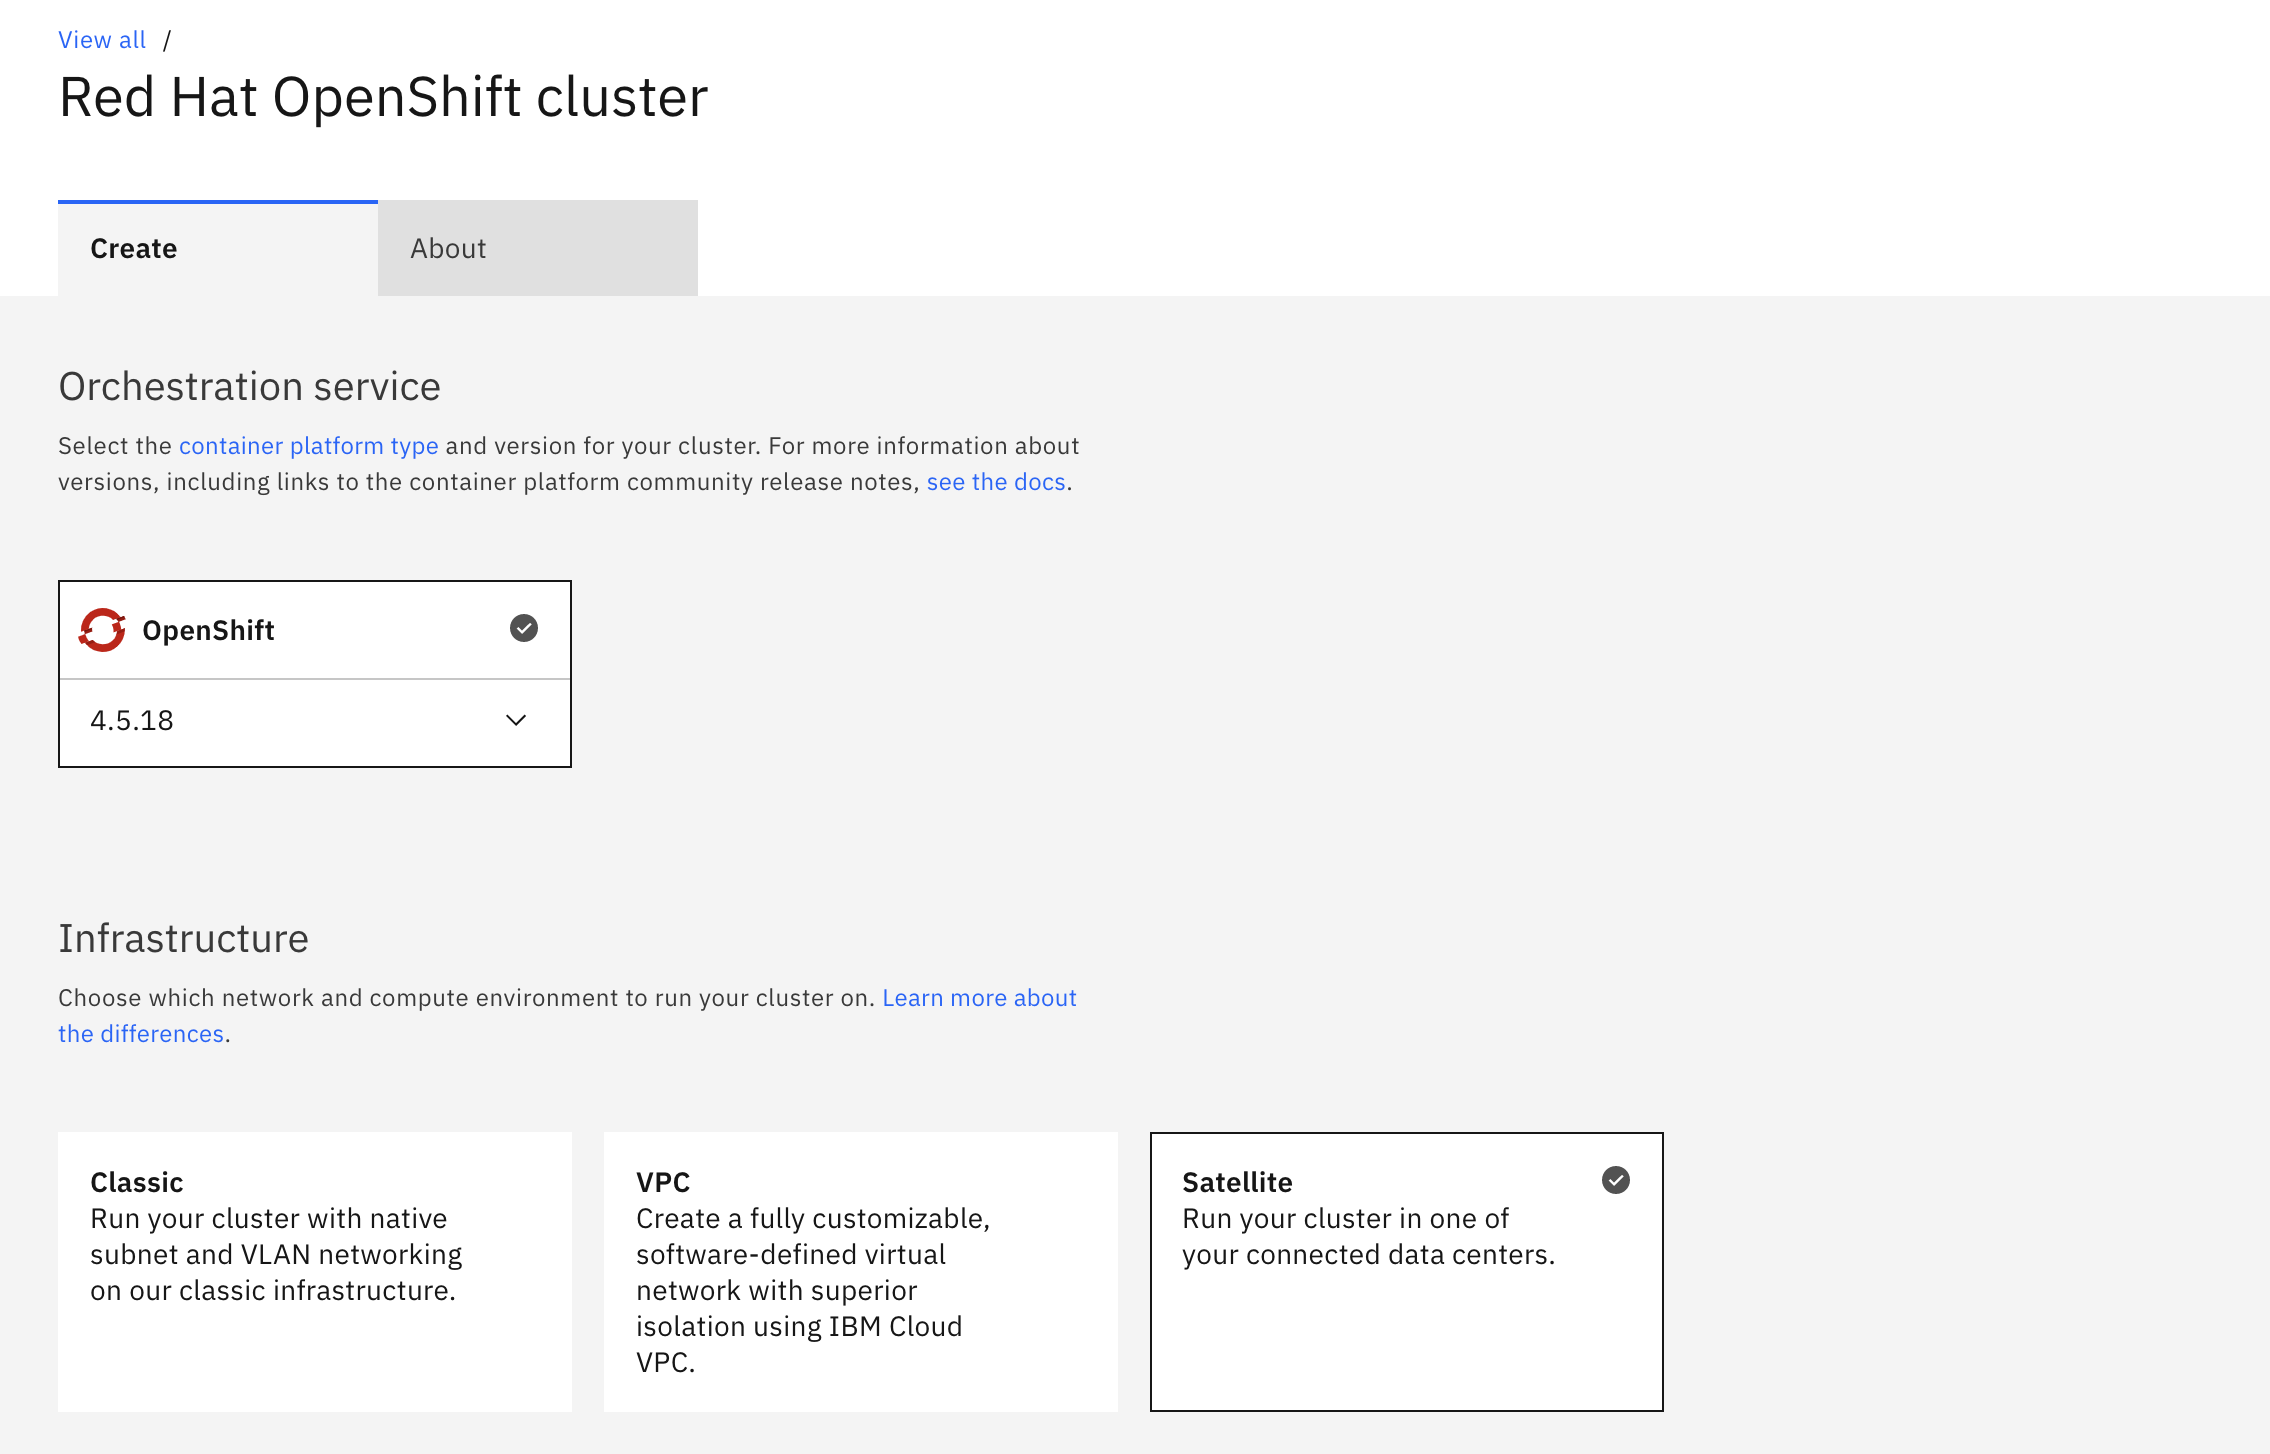 View all /
Red Hat OpenShift cluster
Create
About
Orchestration service
Select the container platform type and version for your cluster. For more information about
versions, including links to the container platform community release notes, see the docs.
OpenShift
4.5.18
Infrastructure
Choose which network and compute environment to run your cluster on. Learn more about
the differences.
Classic
Run your cluster with native
subnet and VLAN networking
on our classic infrastructure.
VPC
Create a fully customizable,
software-defined virtual
network with superior
isolation using IBM Cloud
VPC.
Satellite
Run your cluster in one of
your connected data centers.